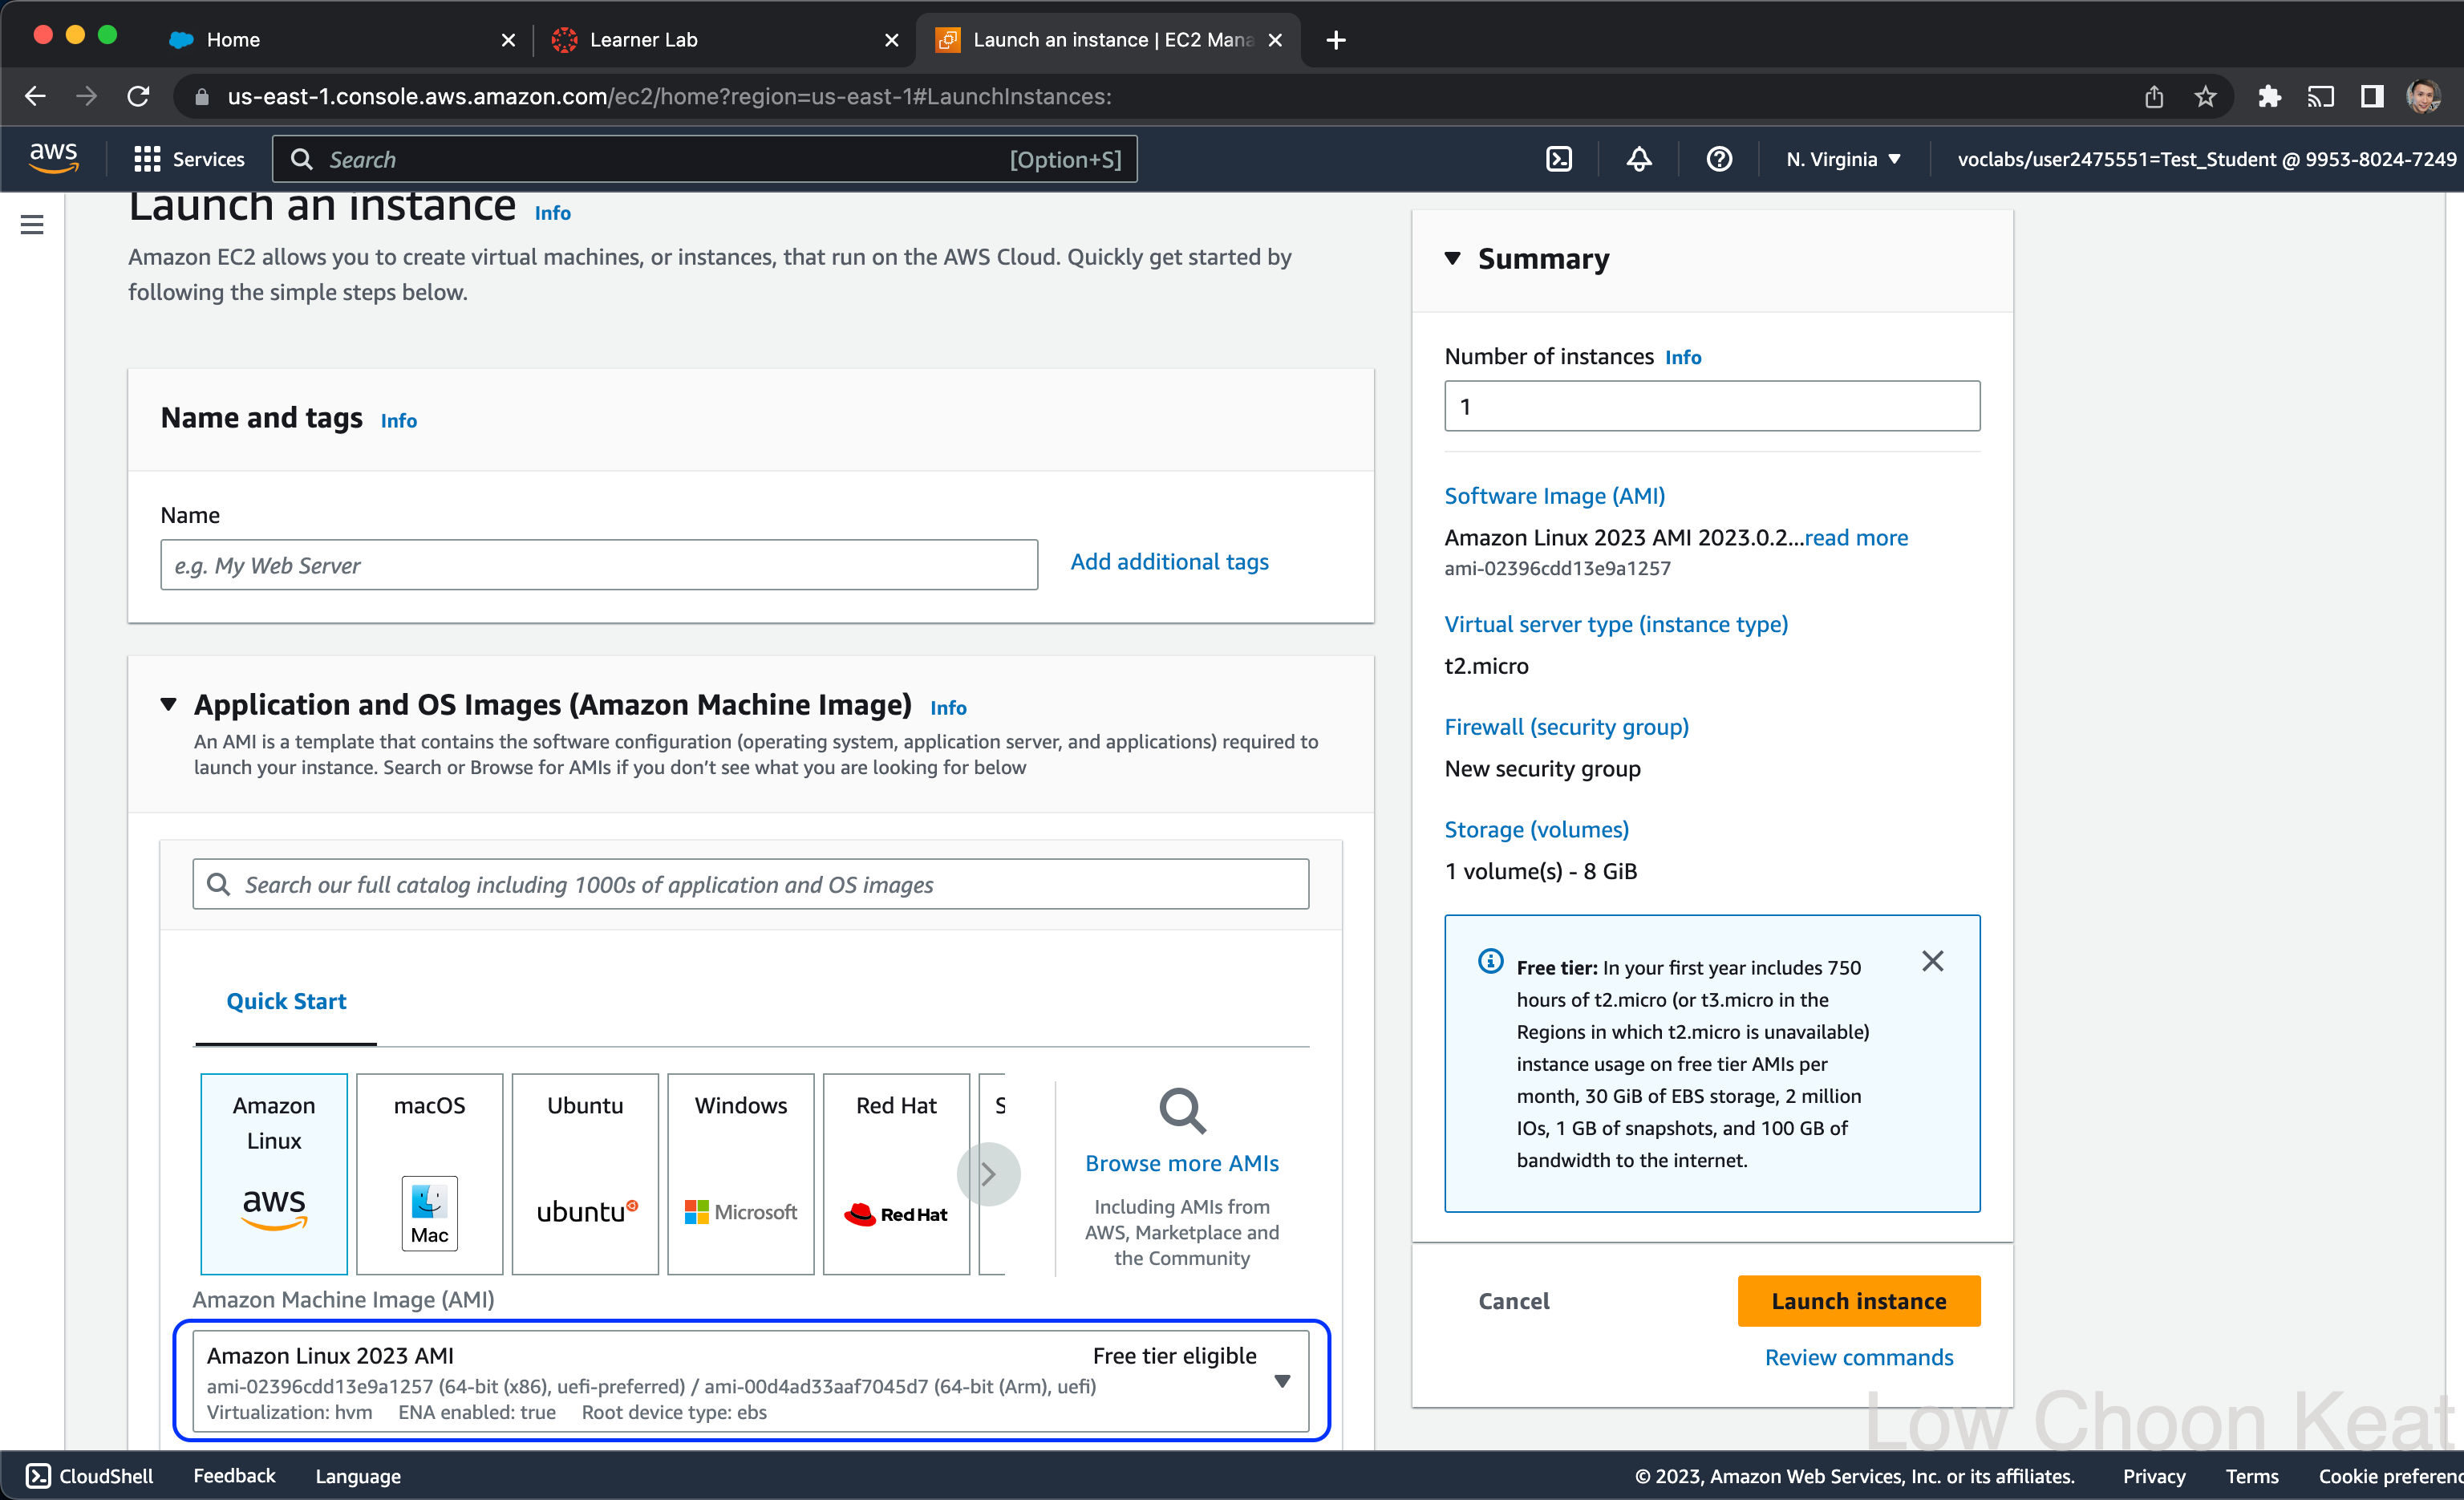 Home
Learner Lab
Launch an instance | EC2 Mana
us-east-1.console.aws.amazon.com/ec2/home?region=us-east-1#LaunchInstances:
aws
Services
Search
[Option+S]
N. Virginia
voclabs/user2475551=Test_Student @ 9953-8024-7249
Launch an instance Info
Amazon EC2 allows you to create virtual machines, or instances, that run on the AWS Cloud. Quickly get started by
following the simple steps below.
Name and tags Info
Name
e.g. My Web Server
Add additional tags
Application and OS Images (Amazon Machine Image) Info
An AMI is a template that contains the software configuration (operating system, application server, and applications) required to
launch your instance. Search or Browse for AMIs if you don't see what you are looking for below
Search our full catalog including 1000s of application and OS images
Quick Start
Amazon
Linux
aws
macOS
Mac
Ubuntu
ubuntu
Windows
Microsoft
Red Hat
Red Hat
S
Browse more AMIs
Including AMIs from
AWS, Marketplace and
the Community
Amazon Machine Image (AMI)
Amazon Linux 2023 AMI
Free tier eligible
ami-02396cdd13e9a1257 (64-bit (x86), uefi-preferred) / ami-00d4ad33aaf7045d7 (64-bit (Arm), uefi)
Virtualization: hvm ENA enabled: true Root device type: ebs
Summary
Number of instances Info
1
Software Image (AMI)
Amazon Linux 2023 AMI 2023.0.2...read more
ami-02396cdd13e9a1257
Virtual server type (instance type)
t2.micro
Firewall (security group)
New security group
Storage (volumes)
1 volume(s) - 8 GiB
Free tier: In your first year includes 750
hours of t2.micro (or t3.micro in the
Regions in which t2.micro is unavailable)
instance usage on free tier AMIs per
month, 30 GiB of EBS storage, 2 million
IOs, 1 GB of snapshots, and 100 GB of
bandwidth to the internet.
Cancel
Launch instance
Review commands
Low Choon Keat
CloudShell
Feedback
Language
© 2023, Amazon Web Services, Inc. or its affiliates.
Privacy
Terms
Cookie preferenc